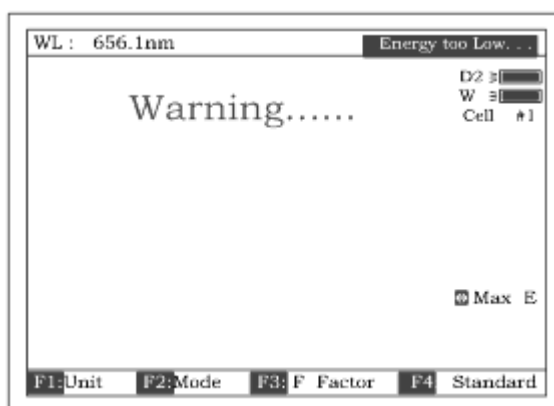 WL : 656.1nm Energy too Low. . .
D2
W
Warning......
Cell #1
Max E
F1:Unit F2:Mode F3: F Factor F4 Standard